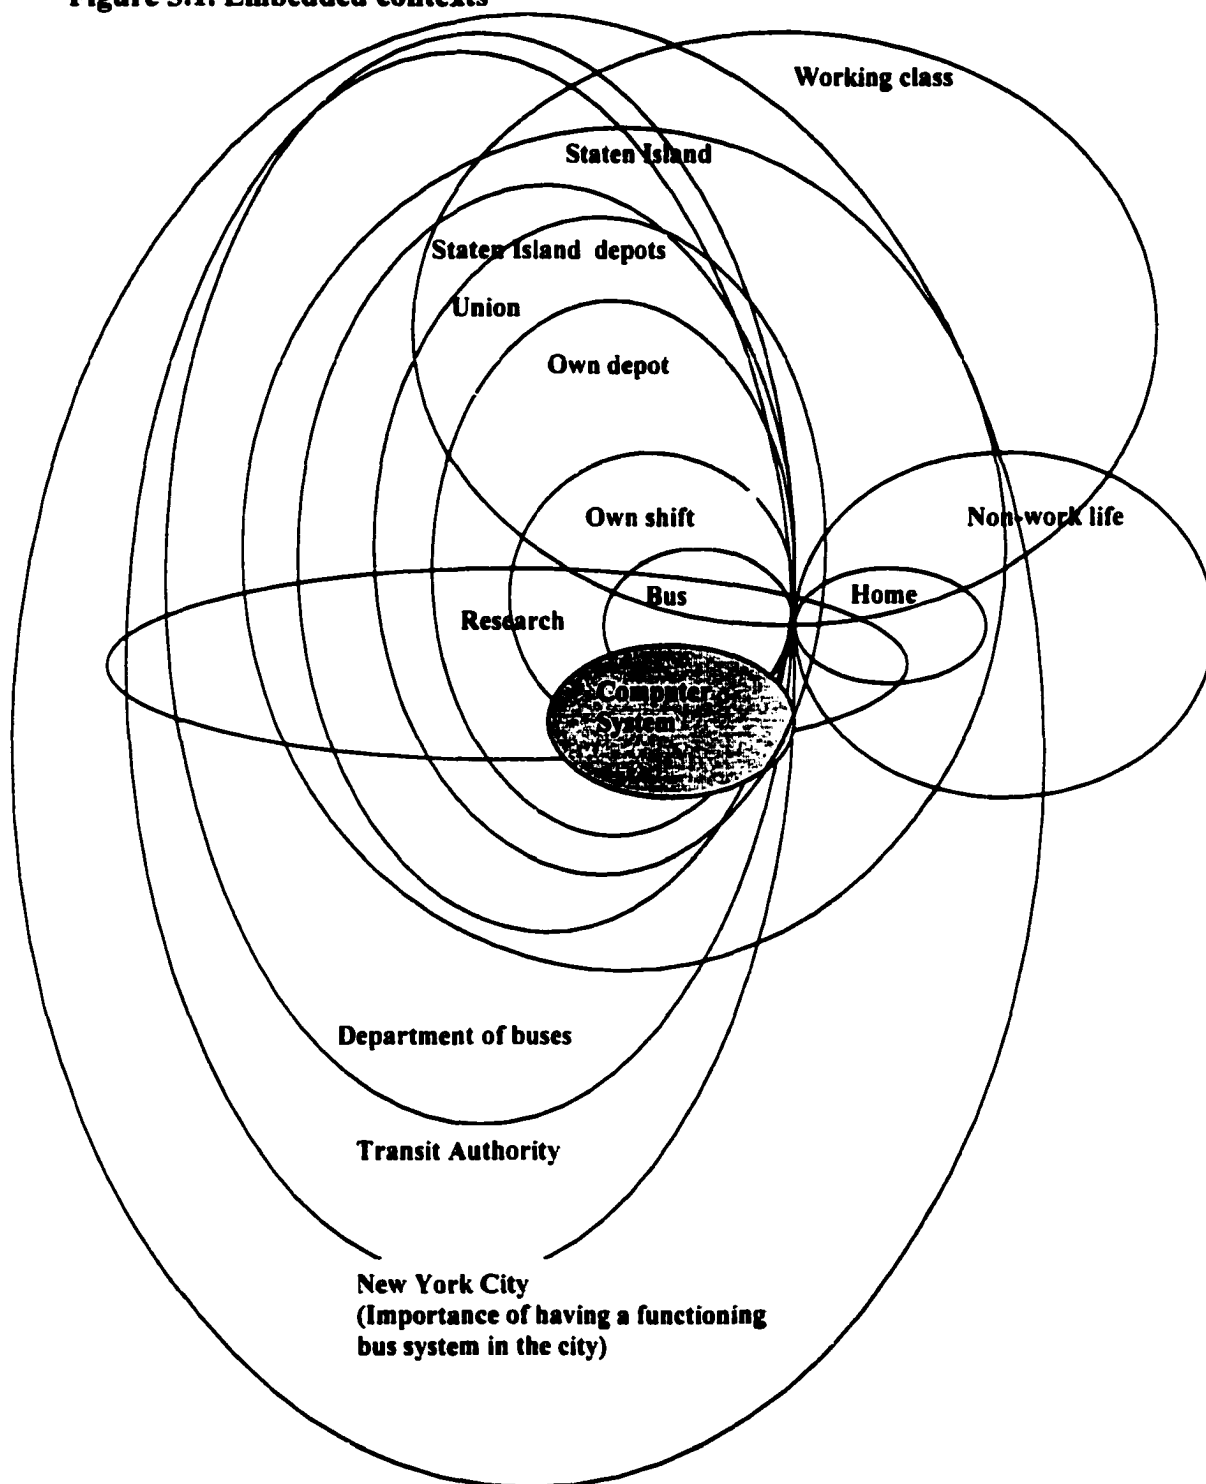 Figure 3.1. Embedded contexts
Working class
Staten Island
Staten Island depots
Union
Own depot
Own shift
Non-work life
Bus
Home
Research
Computer
System
Department of buses
Transit Authority
New York City
(Importance of having a functioning
bus system in the city)